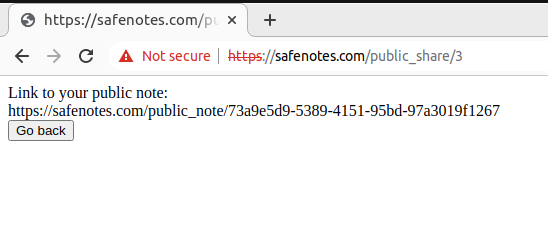 https://safenotes.com/pu
Not secure https://safenotes.com/public_share/3
Link to your public note:
https://safenotes.com/public_note/73a9e5d9-5389-4151-95bd-97a3019f1267
Go back